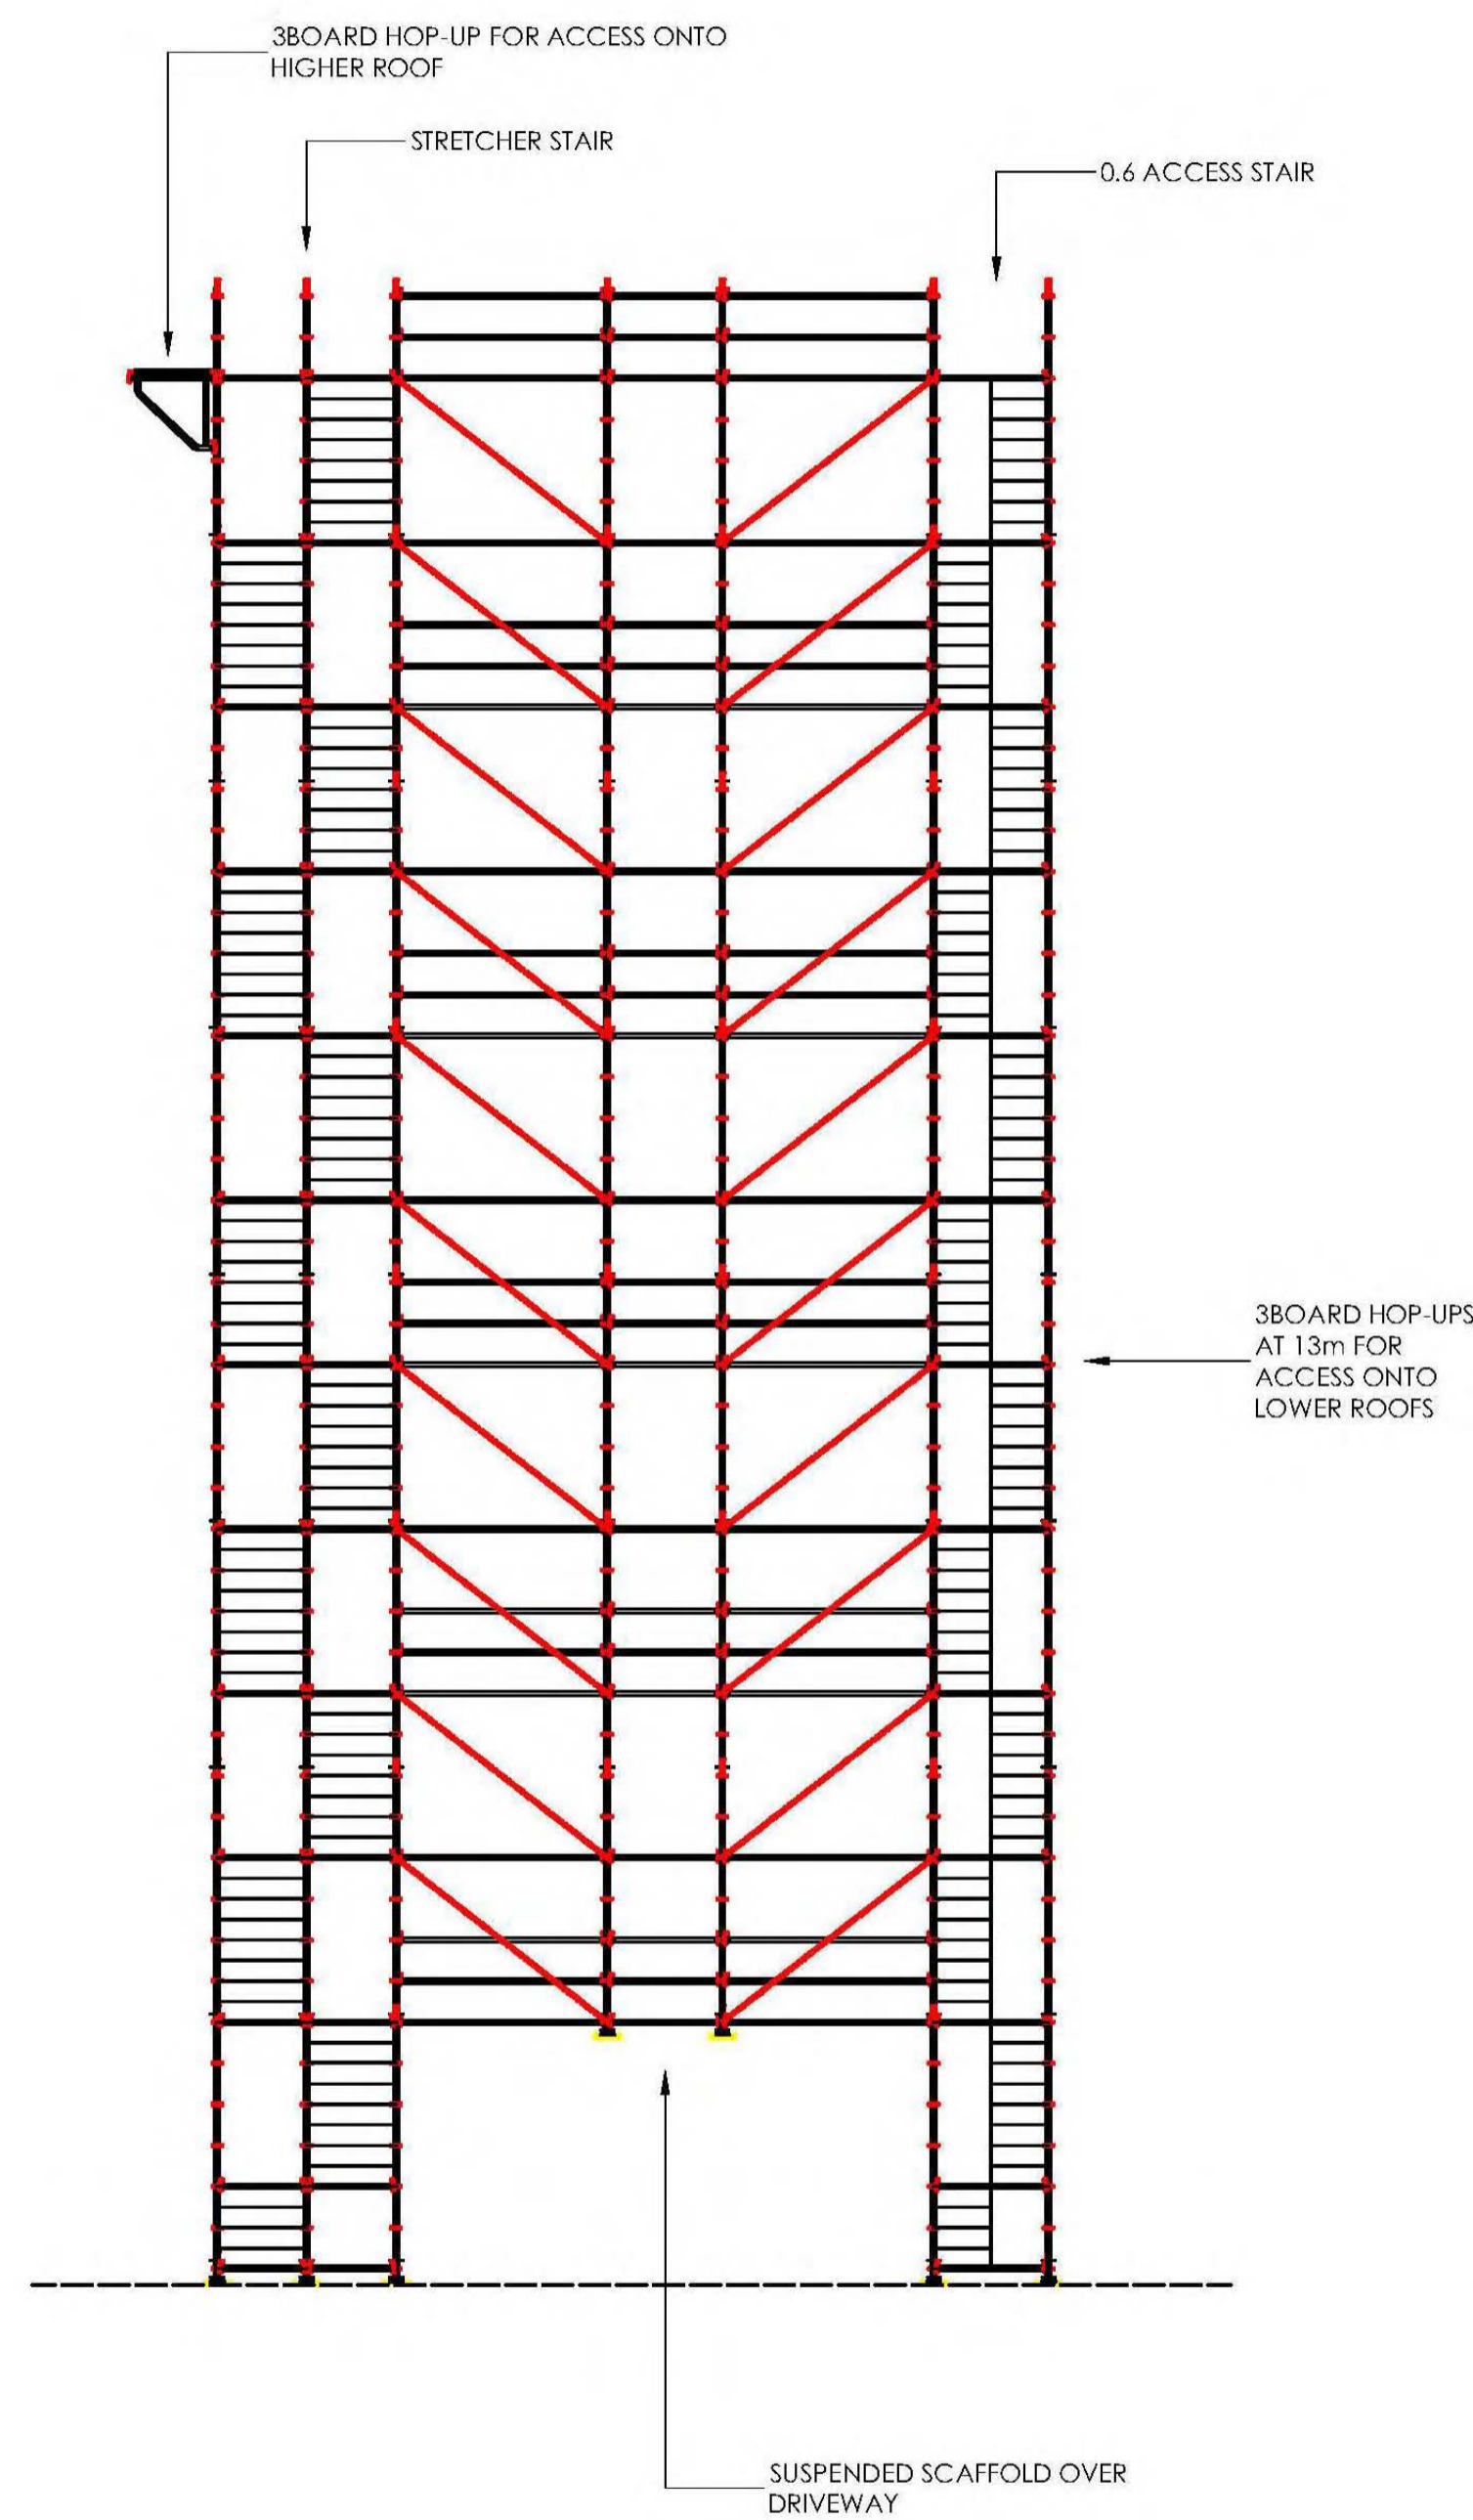 3BOARD HOP-UP FOR ACCESS ONTO
HIGHER ROOF
STRETCHER STAIR
0.6 ACCESS STAIR
3BOARD HOP-UPS
AT 13m FOR
ACCESS ONTO
LOWER ROOFS
SUSPENDED SCAFFOLD OVER
DRIVEWAY